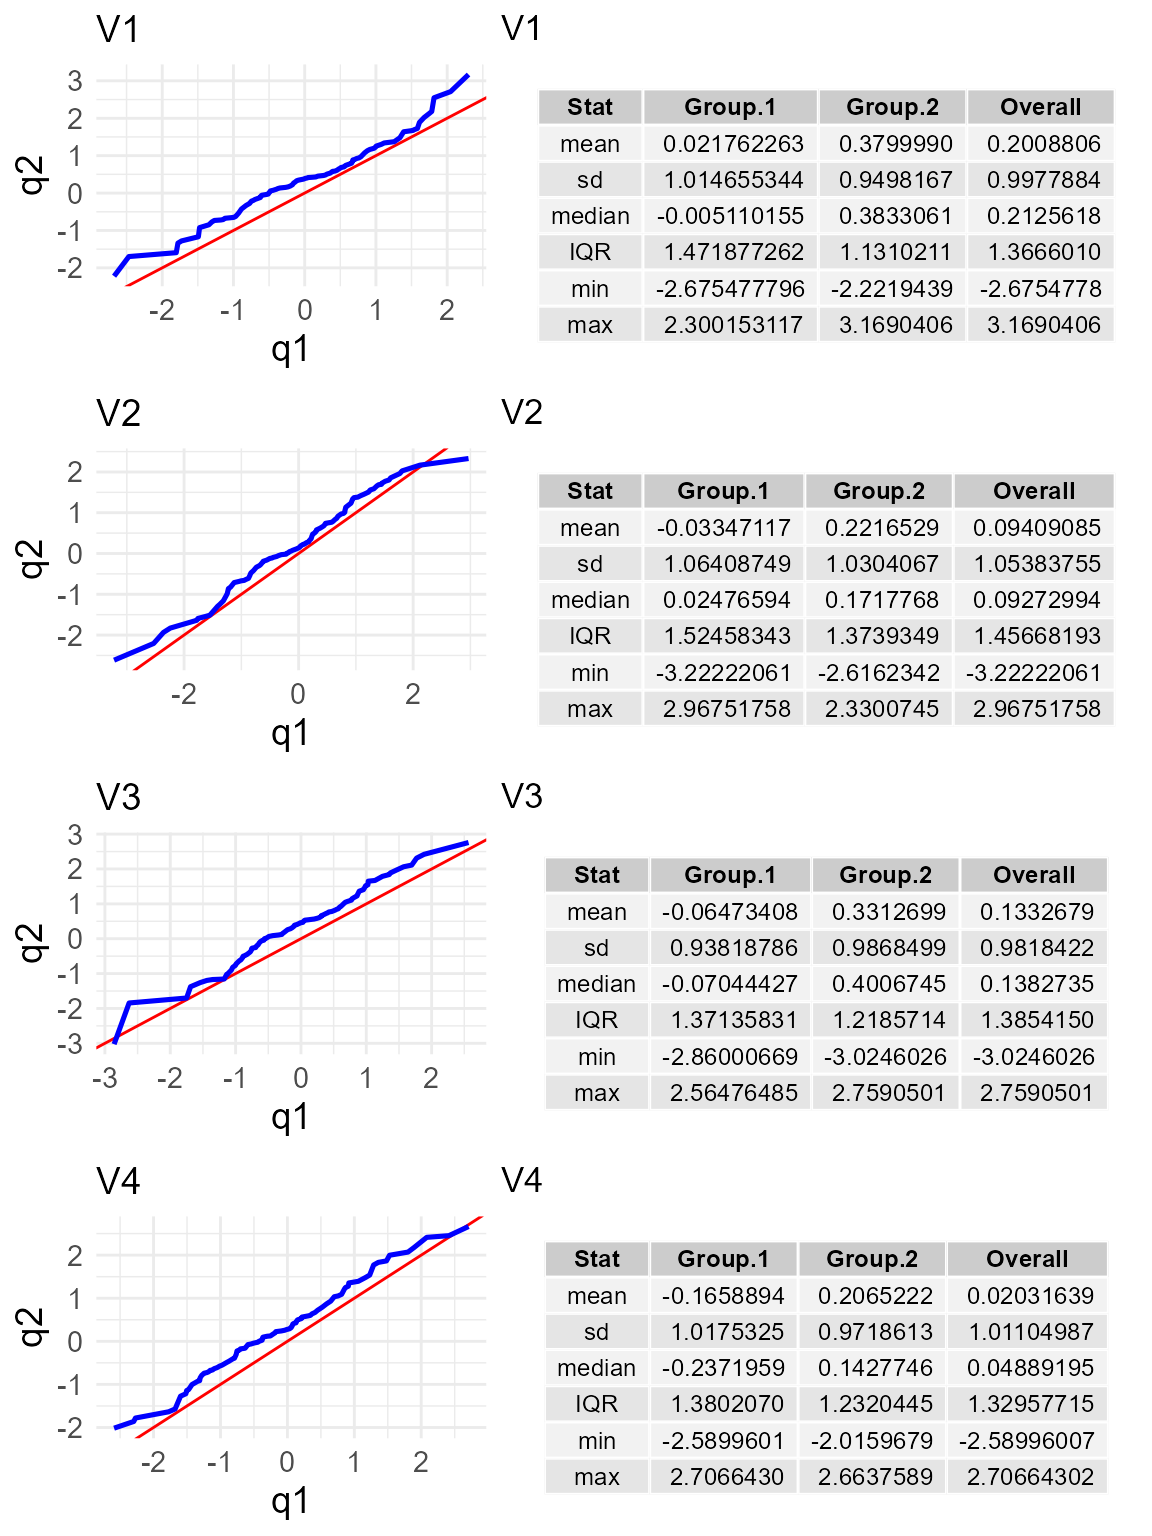 V1
3
2
1
0
-1
-2
q2
-2 -1 0 1 2
q1
V1
Stat Group.1 Group.2 Overall
mean 0.021762263 0.3799990 0.2008806
sd 1.014655344 0.9498167 0.9977884
median -0.005110155 0.3833061 0.2125618
IQR 1.471877262 1.1310211 1.3666010
min -2.675477796 -2.2219439 -2.6754778
max 2.300153117 3.1690406 3.1690406
V2
2
1
0
-1
-2
q2
-2 0 2
q1
V2
Stat Group.1 Group.2 Overall
mean -0.03347117 0.2216529 0.09409085
sd 1.06408749 1.0304067 1.05383755
median 0.02476594 0.1717768 0.09272994
IQR 1.52458343 1.3739349 1.45668193
min -3.22222061 -2.6162342 -3.22222061
max 2.96751758 2.3300745 2.96751758
V3
3
2
1
0
-1
-2
-3
q2
-3 -2 -1 0 1 2
q1
V3
Stat Group.1 Group.2 Overall
mean -0.06473408 0.3312699 0.1332679
sd 0.93818786 0.9868499 0.9818422
median -0.07044427 0.4006745 0.1382735
IQR 1.37135831 1.2185714 1.3854150
min -2.86000669 -3.0246026 -3.0246026
max 2.56476485 2.7590501 2.7590501
V4
2
1
0
-1
-2
q2
-2 -1 0 1 2
q1
V4
Stat Group.1 Group.2 Overall
mean -0.1658894 0.2065222 0.02031639
sd 1.0175325 0.9718613 1.01104987
median -0.2371959 0.1427746 0.04889195
IQR 1.3802070 1.2320445 1.32957715
min -2.5899601 -2.0159679 -2.58996007
max 2.7066430 2.6637589 2.70664302